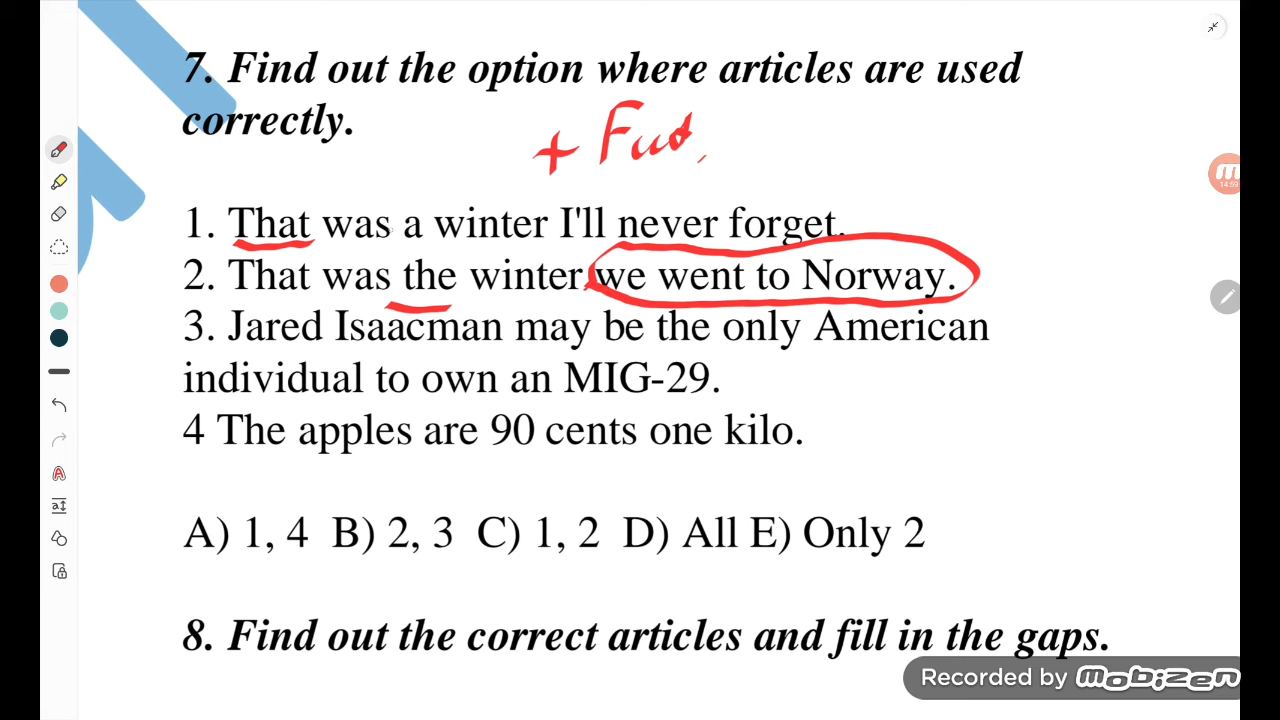 7. Find out the option where articles are used
correctly.
+ Fut
1. That was a winter I'll never forget.
2. That was the winter we went to Norway.
3. Jared Isaacman may be the only American
individual to own an MIG-29.
4 The apples are 90 cents one kilo.
A) 1, 4 B) 2, 3 C) 1, 2 D) All E) Only 2
8. Find out the correct articles and fill in the gaps.
14:59
Recorded by mobizen